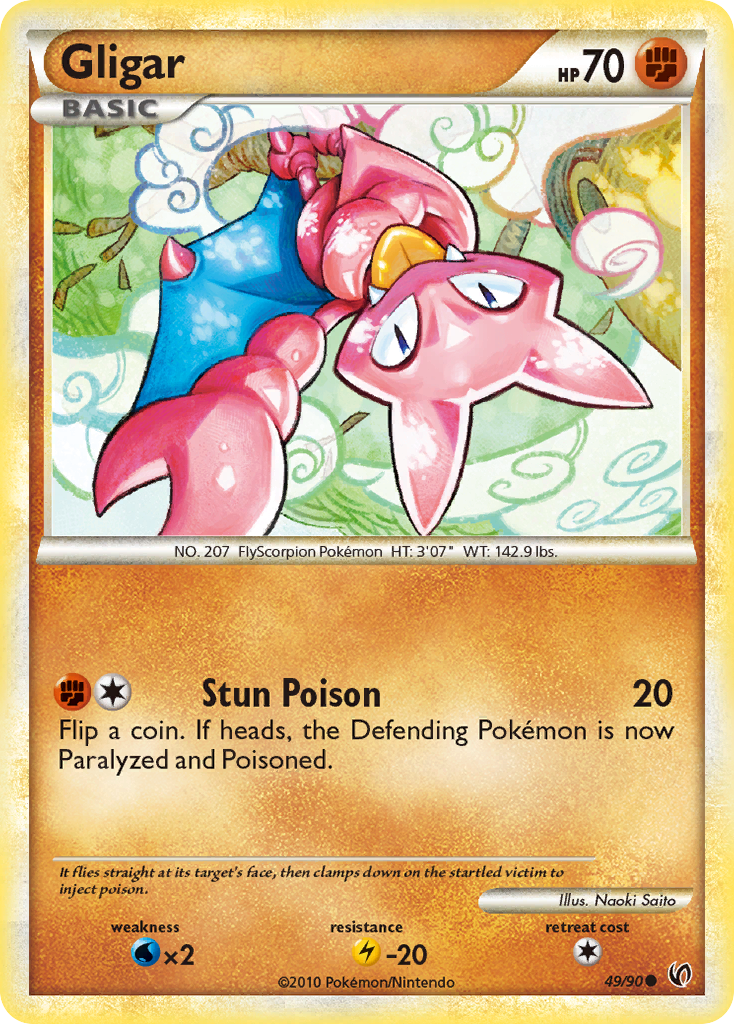 Gligar
HP 70
BASIC
NO. 207 FlyScorpion Pokémon HT: 3'07" WT: 142.9 lbs.
Stun Poison 20
Flip a coin. If heads, the Defending Pokémon is now
Paralyzed and Poisoned.
It flies straight at its target's face, then clamps down on the startled victim to
inject poison.
Illus. Naoki Saito
weakness resistance retreat cost
×2 -20
©2010 Pokémon/Nintendo 49/90